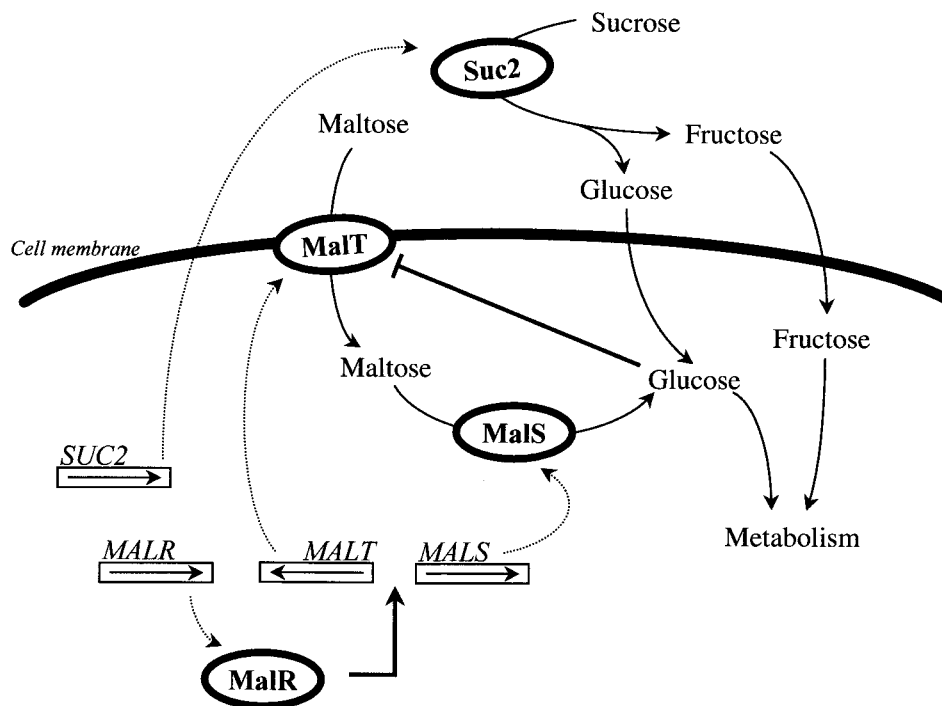 Sucrose
Suc2
Maltose
Fructose
Glucose
Cell membrane
MalT
Fructose
Maltose
Glucose
MalS
SUC2
Metabolism
MALR
MALT
MALS
MalR